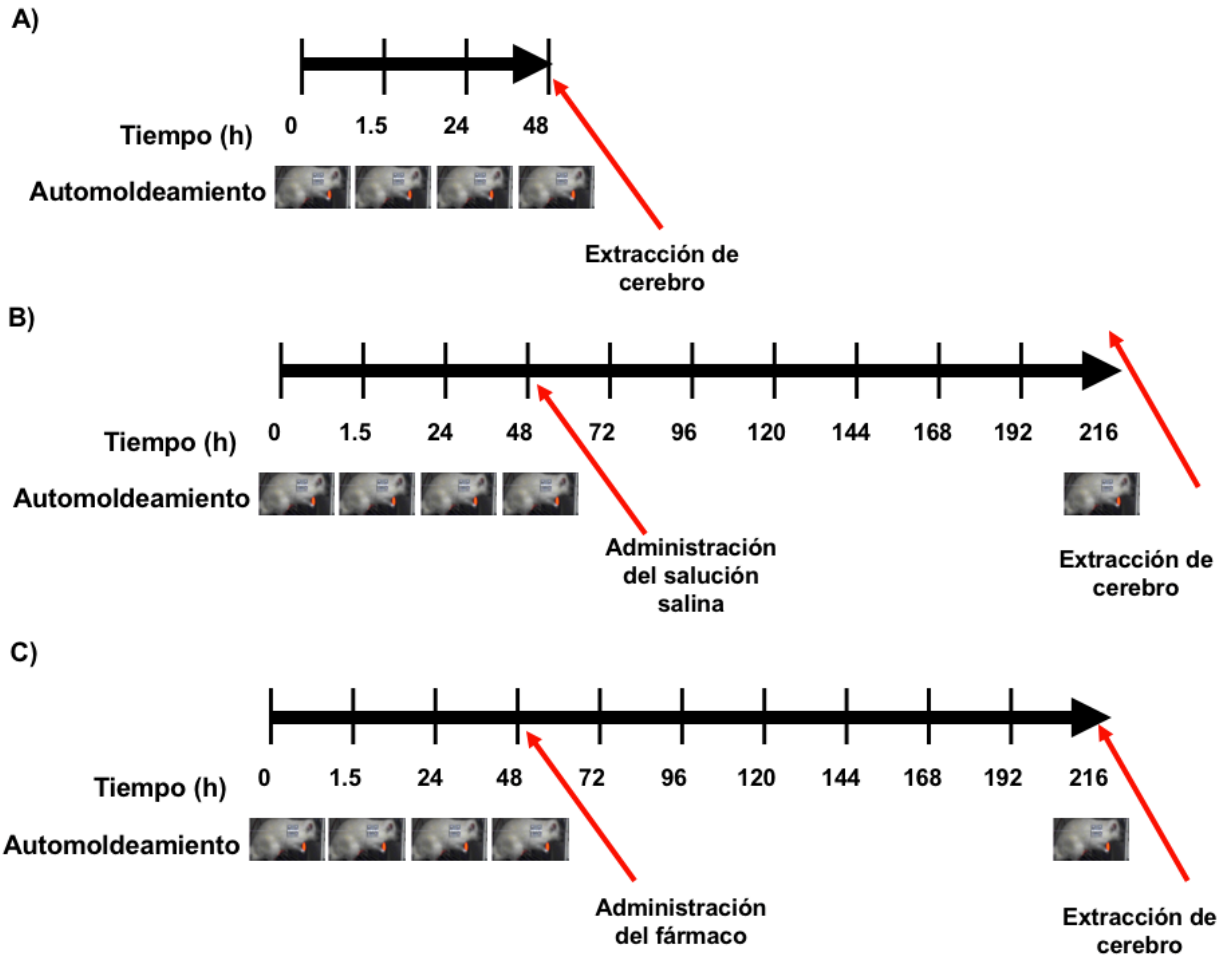 A)
Tiempo (h) 0 1.5 24 48
Automoldeamiento
Extracción de
cerebro
B)
Tiempo (h) 0 1.5 24 48 72 96 120 144 168 192 216
Automoldeamiento
Administración
del salución
salina
Extracción de
cerebro
C)
Tiempo (h) 0 1.5 24 48 72 96 120 144 168 192 216
Automoldeamiento
Administración
del fármaco
Extracción de
cerebro